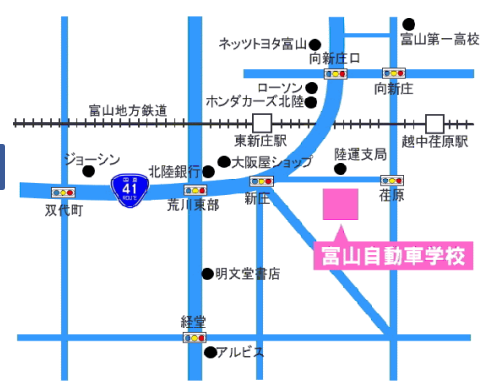 富山第一高校
ネッツトヨタ富山
向新庄口
向新庄
ローソン
ホンダカーズ北陸
富山地方鉄道
東新庄駅
越中荏原駅
ジョーシン
北陸銀行
大阪屋ショップ
陸運支局
国道
41
ROUTE
双代町
荒川東部
新庄
荏原
富山自動車学校
明文堂書店
経堂
アルビス